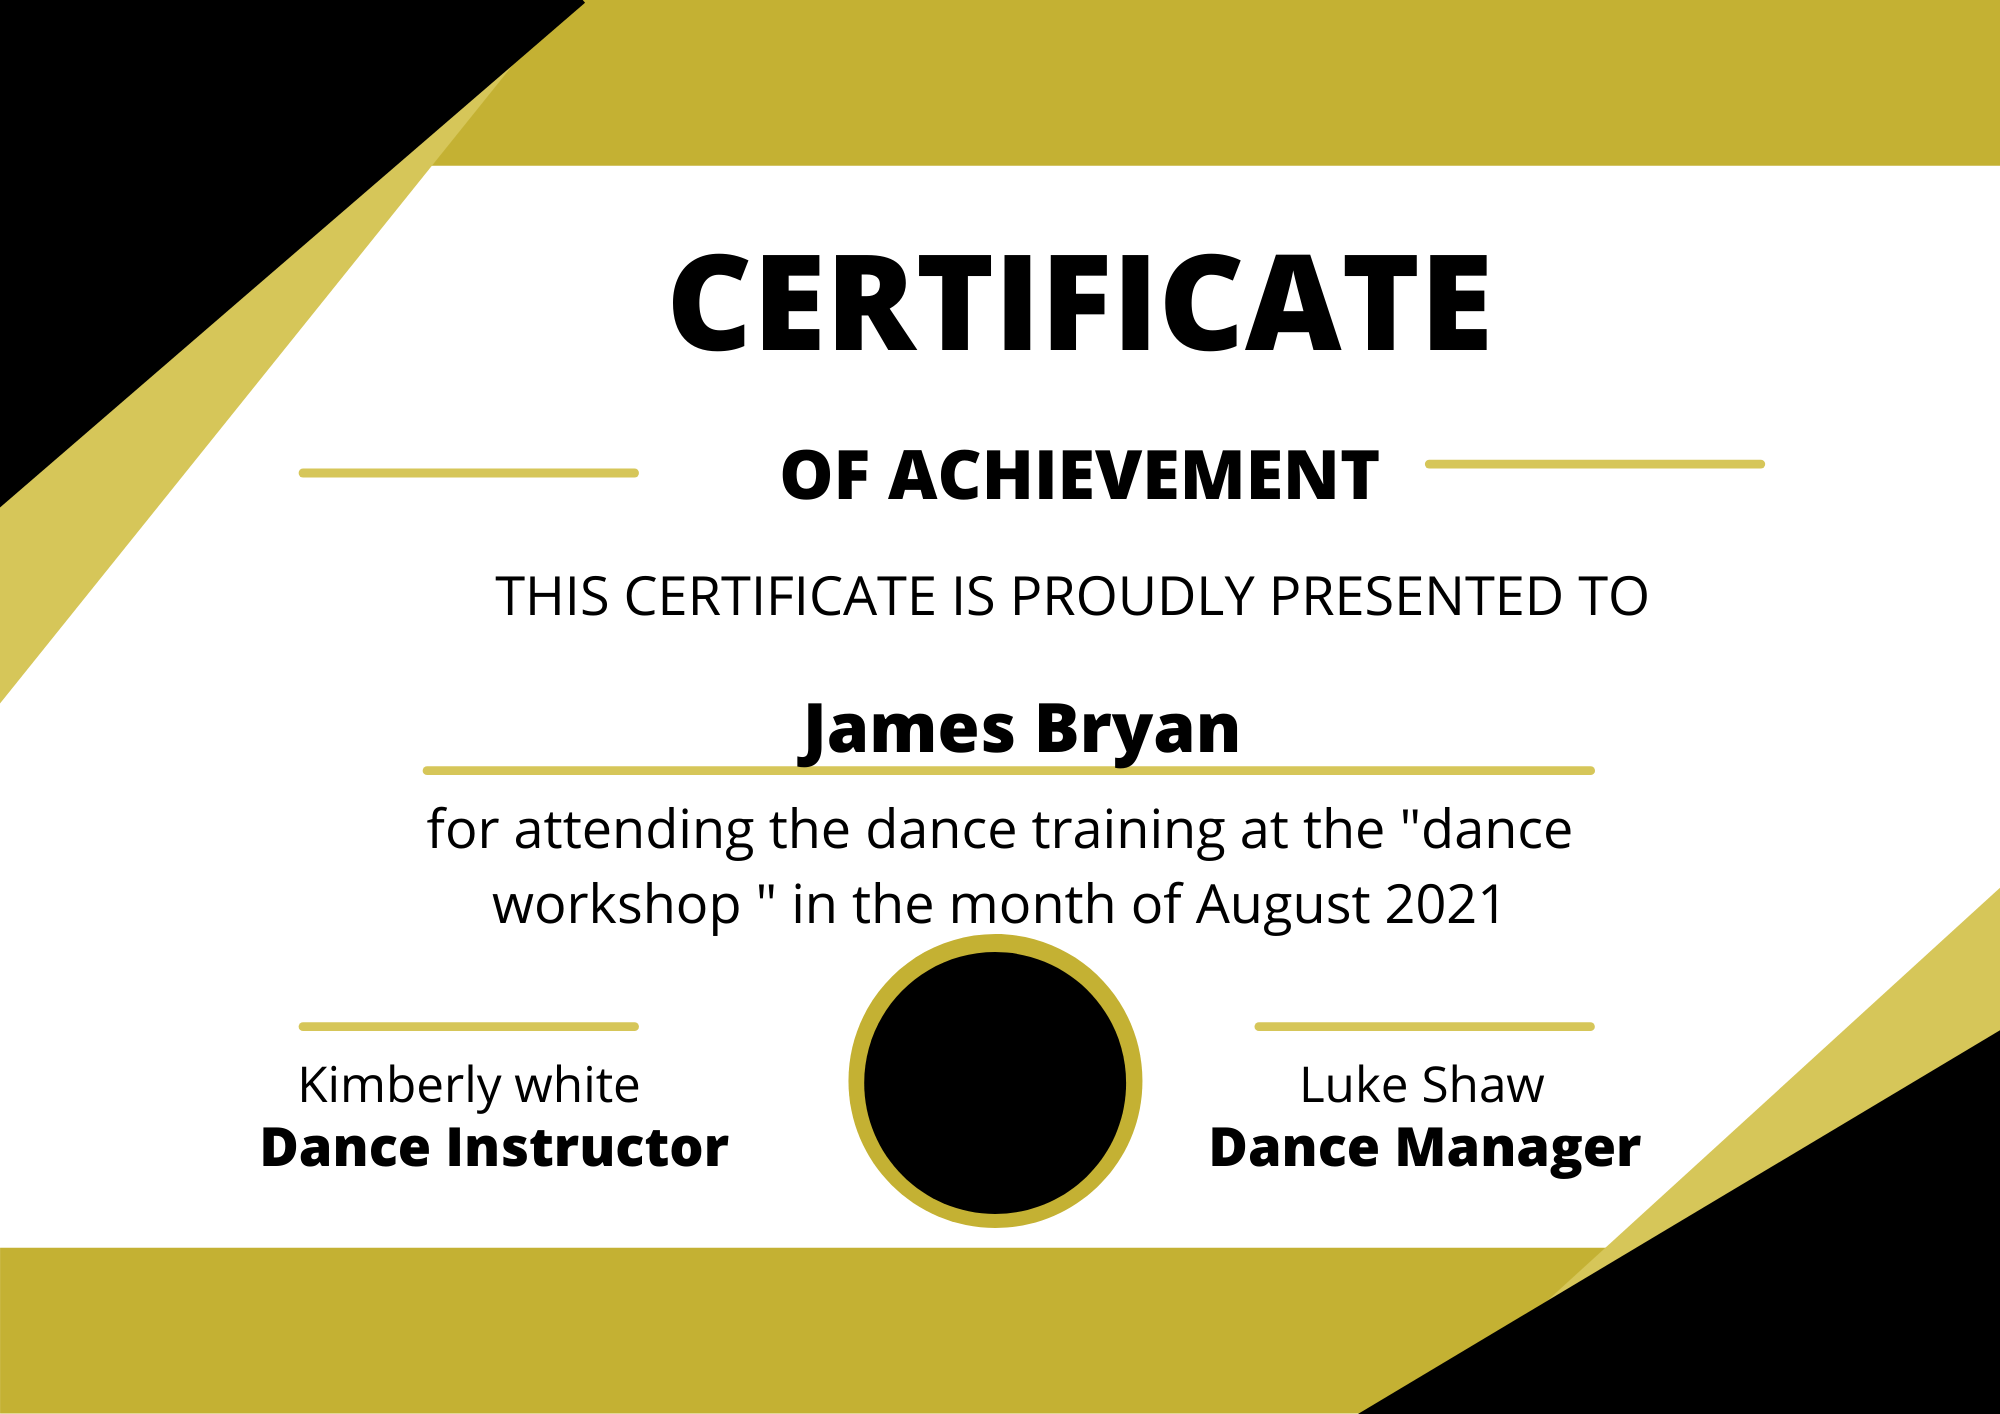 CERTIFICATE
OF ACHIEVEMENT
THIS CERTIFICATE IS PROUDLY PRESENTED TO
James Bryan
for attending the dance training at the "dance
workshop " in the month of August 2021
Kimberly white
Dance Instructor
Luke Shaw
Dance Manager